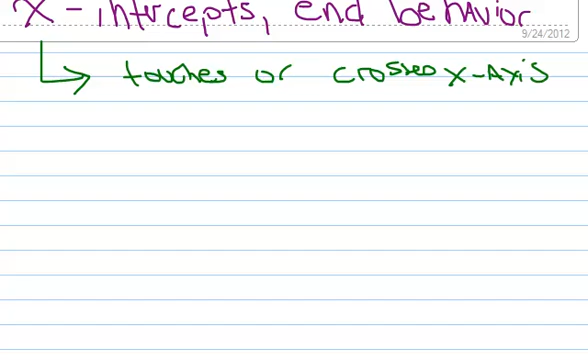 X - intercepts, end behavior
9/24/2012
↳ touches or crosses X-Axis